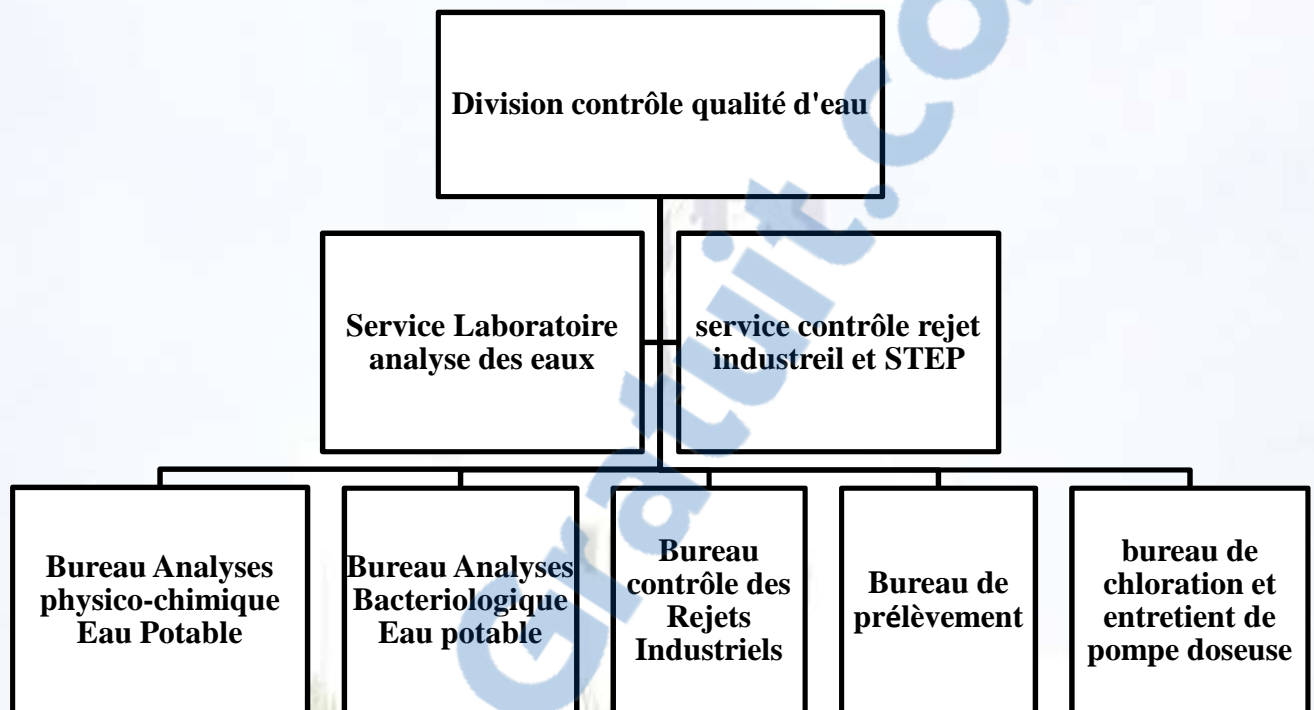 Division contrôle qualité d'eau
Service Laboratoire
analyse des eaux
service contrôle rejet
industreil et STEP
Bureau Analyses
physico-chimique
Eau Potable
Bureau Analyses
Bacteriologique
Eau potable
Bureau
contrôle des
Rejets
Industriels
Bureau de
prélèvement
bureau de
chloration et
entretient de
pompe doseuse
Gratuit.co